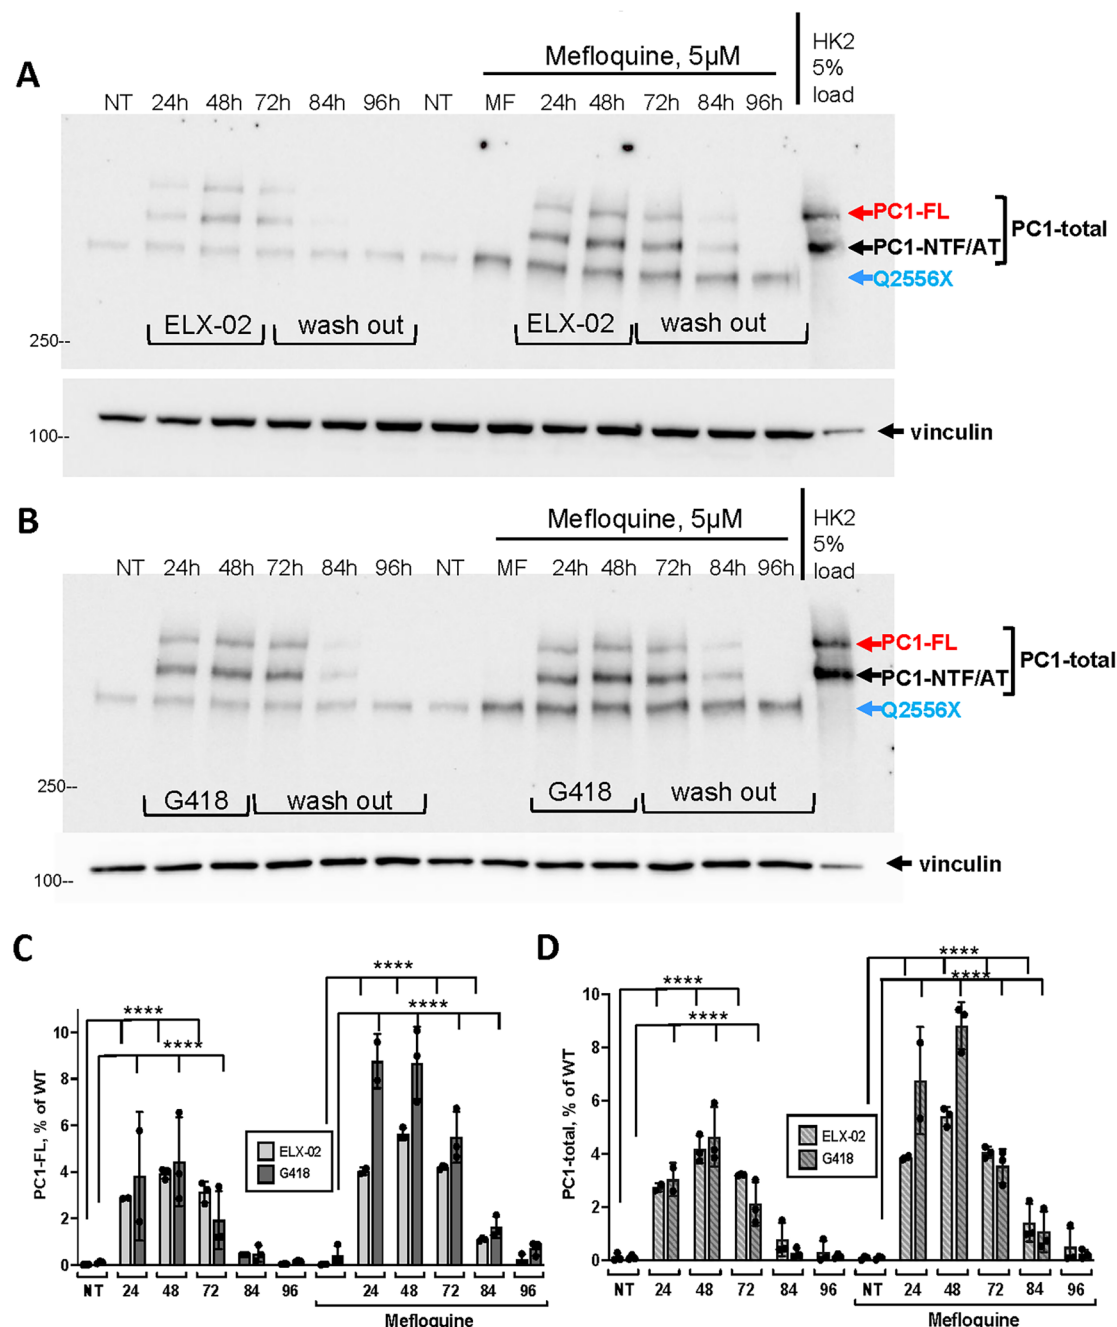 A
Mefloquine, 5µM
HK2
5%
load
NT 24h 48h 72h 84h 96h NT MF 24h 48h 72h 84h 96h
PC1-FL
PC1-total
PC1-NTF/AT
Q2556X
ELX-02 wash out ELX-02 wash out
250--
100--
vinculin
B
Mefloquine, 5µM
HK2
5%
load
NT 24h 48h 72h 84h 96h NT MF 24h 48h 72h 84h 96h
PC1-FL
PC1-total
PC1-NTF/AT
Q2556X
250--
G418 wash out G418 wash out
vinculin
100--
C
****
****
****
****
PC1-FL, % of WT
10
8
6
4
2
0
ELX-02
G418
NT 24 48 72 84 96 NT 24 48 72 84 96
Mefloquine
D
****
****
****
****
PC1-total, % of WT
10
8
6
4
2
0
ELX-02
G418
NT 24 48 72 84 96 NT 24 48 72 84 96
Mefloquine